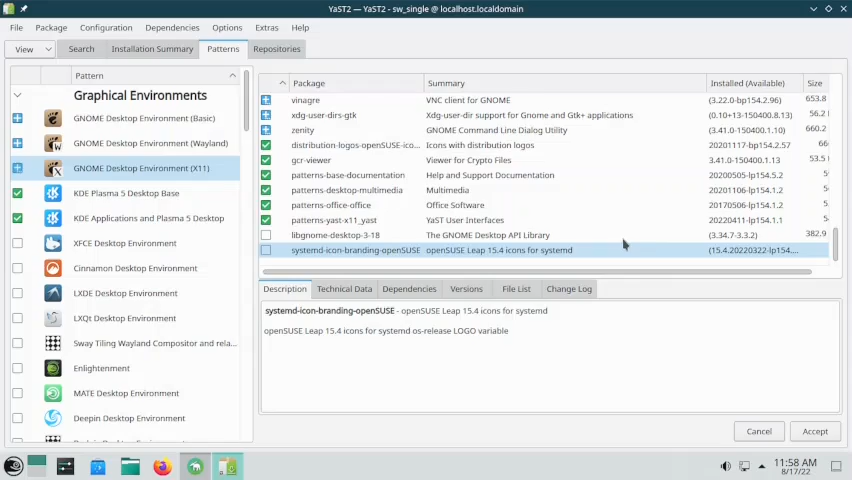 YaST2 — YaST2 - sw_single @ localhost.localdomain
File Package Configuration Dependencies Options Extras Help
View Search Installation Summary Patterns Repositories
Pattern
Graphical Environments
GNOME Desktop Environment (Basic)
GNOME Desktop Environment (Wayland)
GNOME Desktop Environment (X11)
KDE Plasma 5 Desktop Base
KDE Applications and Plasma 5 Desktop
XFCE Desktop Environment
Cinnamon Desktop Environment
LXDE Desktop Environment
LXQt Desktop Environment
Sway Tiling Wayland Compositor and rela...
Enlightenment
MATE Desktop Environment
Deepin Desktop Environment
Package Summary Installed (Available) Size
vinagre VNC client for GNOME (3.22.0-bp154.2.96) 653.8
xdg-user-dirs-gtk Xdg-user-dir support for Gnome and Gtk+ applications (0.10+13-150400.8.13) 56.2
zenity GNOME Command Line Dialog Utility (3.41.0-150400.1.10) 660.2
distribution-logos-openSUSE-ico... Icons with distribution logos 20201117-bp154.2.57 66
gcr-viewer Viewer for Crypto Files 3.41.0-150400.1.13 53.5
patterns-base-documentation Help and Support Documentation 20200505-lp154.5.2 5
patterns-desktop-multimedia Multimedia 20201106-lp154.1.2 5
patterns-office-office Office Software 20170506-lp154.1.2 5
patterns-yast-x11_yast YaST User Interfaces 20220411-lp154.1.1 5
libgnome-desktop-3-18 The GNOME Desktop API Library (3.34.7-3.3.2) 382.9
systemd-icon-branding-openSUSE openSUSE Leap 15.4 icons for systemd (15.4.20220322-lp154....
Description Technical Data Dependencies Versions File List Change Log
systemd-icon-branding-openSUSE - openSUSE Leap 15.4 icons for systemd
openSUSE Leap 15.4 icons for systemd os-release LOGO variable
Cancel Accept
11:58 AM
8/17/22